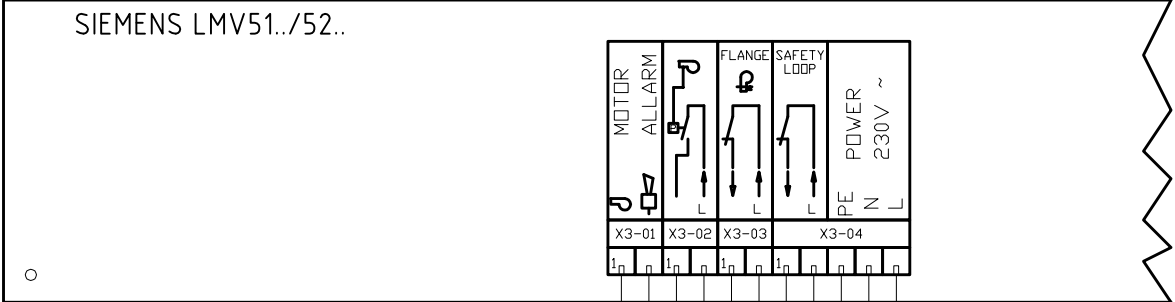 SIEMENS LMV51../52..
MOTOR
ALLARM
FLANGE
SAFETY
LOOP
POWER
230V ~
P
L
L
L
PE
N
L
X3-01
X3-02
X3-03
X3-04
1
1
1
1